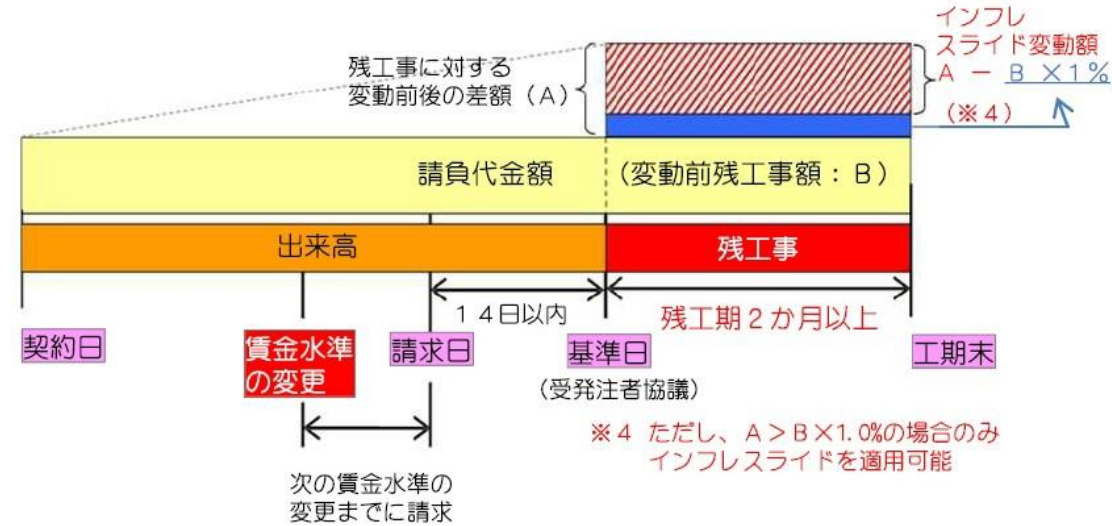 インフレ
スライド変動額
A － B ×1%
(※4)
残工事に対する
変動前後の差額(A)
請負代金額 (変動前残工事額:B)
出来高 残工事
14日以内 残工期2か月以上
契約日 賃金水準
の変更 請求日 基準日 工期末
(受発注者協議)
※4 ただし、A>B×1.0%の場合のみ
インフレスライドを適用可能
次の賃金水準の
変更までに請求